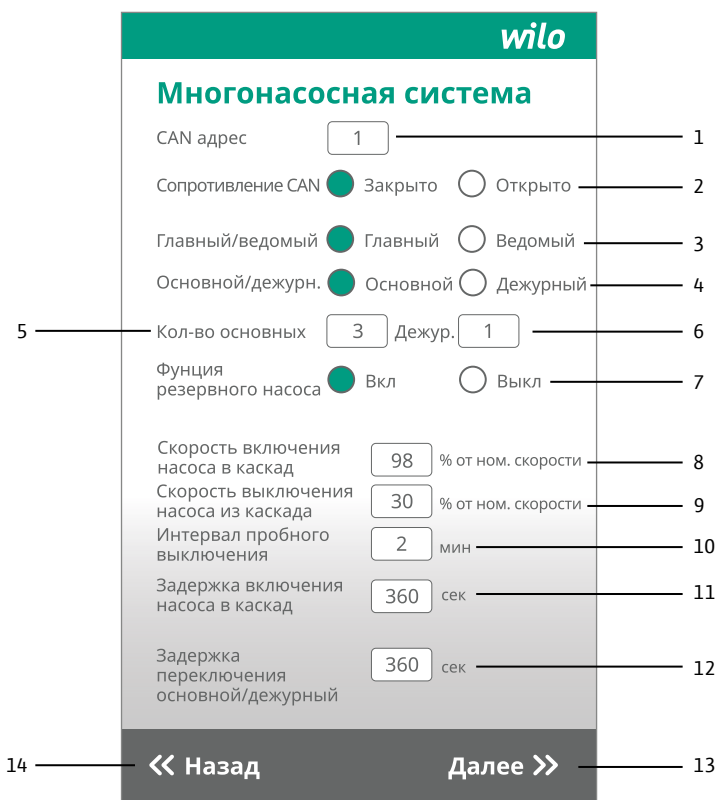 wilo
Многонасосная система
CAN адрес 1 1
Сопротивление CAN Закрыто Открыто 2
Главный/ведомый Главный Ведомый 3
Основной/дежурн. Основной Дежурный 4
5 Кол-во основных 3 Дежур. 1 6
Фунция
резервного насоса Вкл Выкл 7
Скорость включения
насоса в каскад 98 % от ном. скорости 8
Скорость выключения
насоса из каскада 30 % от ном. скорости 9
Интервал пробного
выключения 2 мин 10
Задержка включения
насоса в каскад 360 сек 11
Задержка
переключения 360 сек 12
основной/дежурный
14 Назад Далее 13